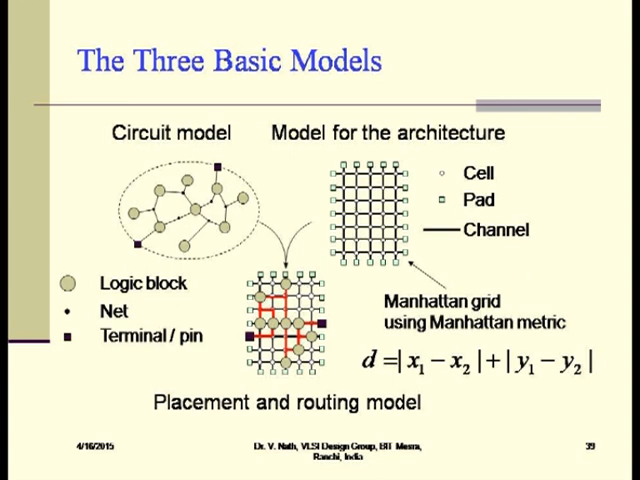 The Three Basic Models
Circuit model
Model for the architecture
Cell
Pad
Channel
Logic block
Net
Terminal / pin
Manhattan grid
using Manhattan metric
d =| x₁ − x₂ | + | y₁ − y₂ |
Placement and routing model
4/16/2015
Dr. V. Nath, VLSI Design Group, BIT Mesra,
Ranchi, India
39